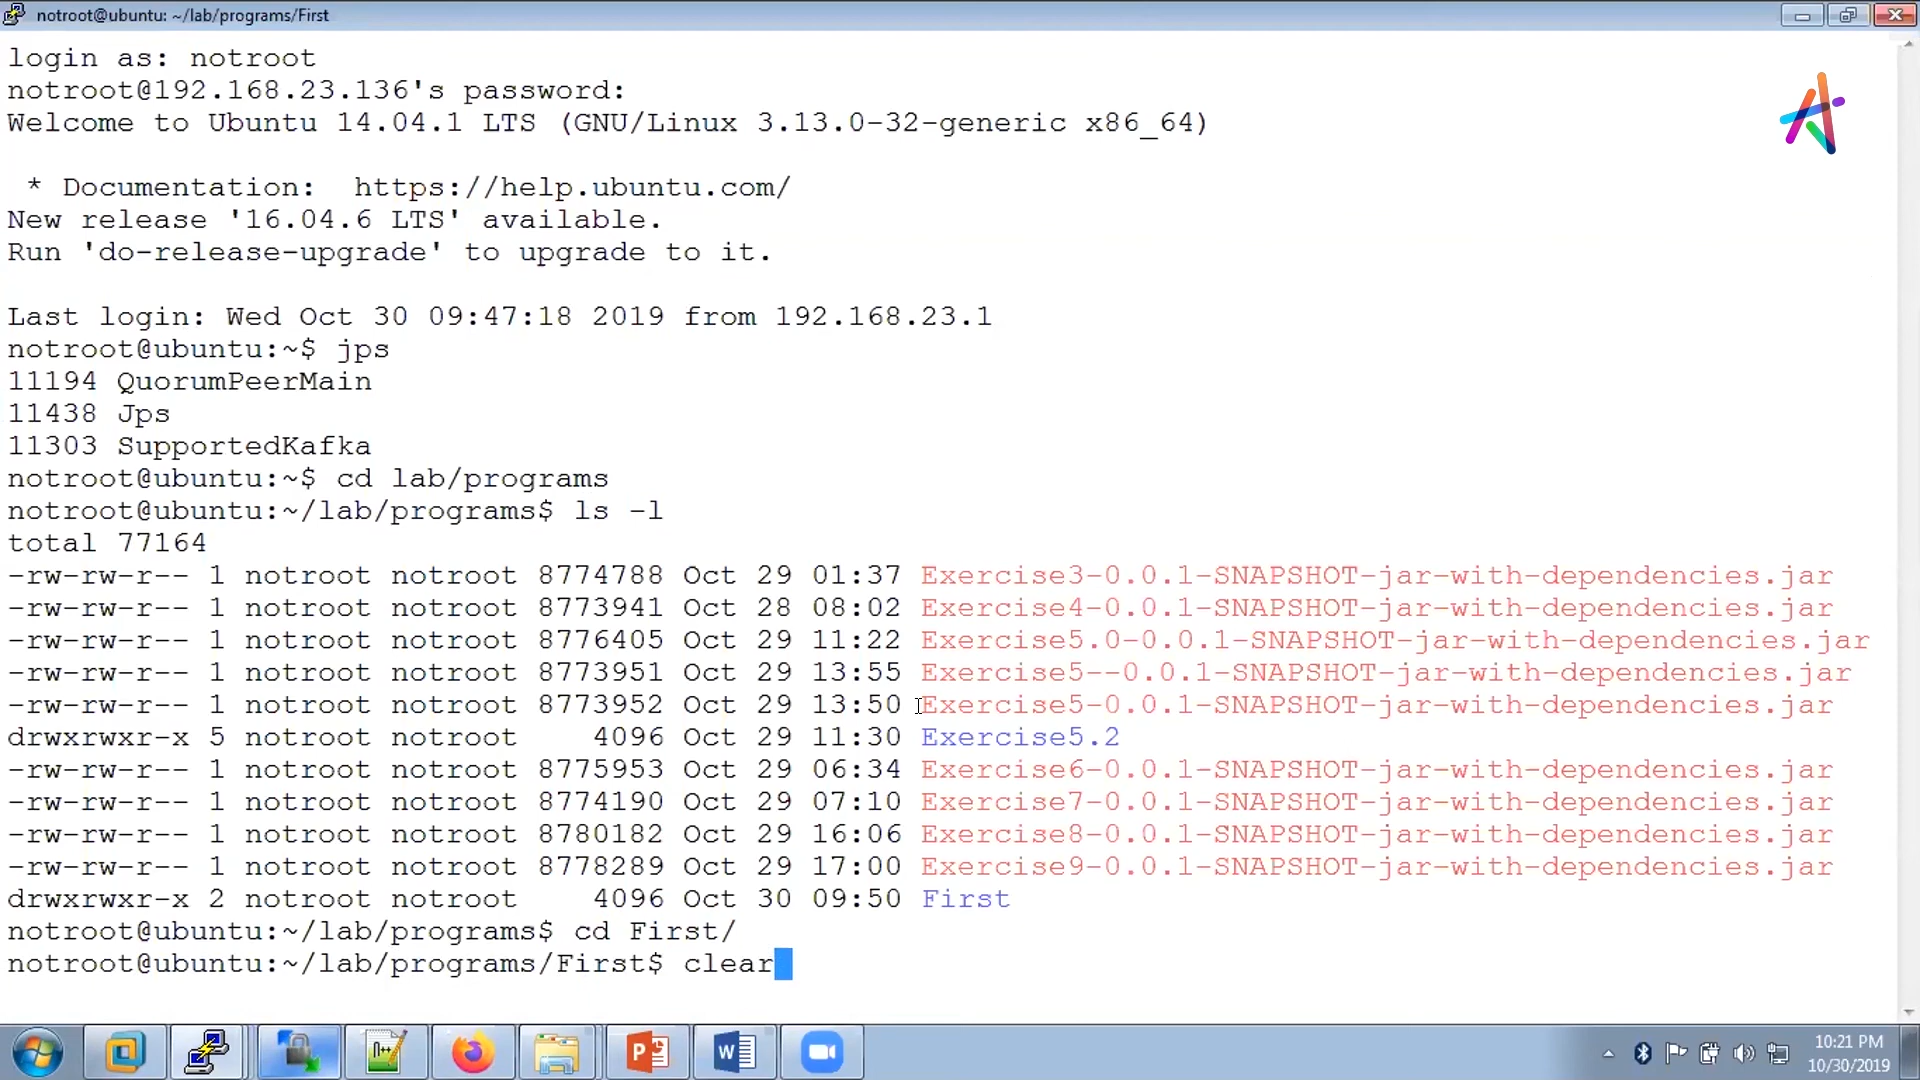 notroot@ubuntu: ~/lab/programs/First
login as: notroot
notroot@192.168.23.136's password:
Welcome to Ubuntu 14.04.1 LTS (GNU/Linux 3.13.0-32-generic x86_64)
* Documentation:  https://help.ubuntu.com/
New release '16.04.6 LTS' available.
Run 'do-release-upgrade' to upgrade to it.
Last login: Wed Oct 30 09:47:18 2019 from 192.168.23.1
notroot@ubuntu:~$ jps
11194 QuorumPeerMain
11438 Jps
11303 SupportedKafka
notroot@ubuntu:~$ cd lab/programs
notroot@ubuntu:~/lab/programs$ ls -l
total 77164
-rw-rw-r-- 1 notroot notroot 8774788 Oct 29 01:37 Exercise3-0.0.1-SNAPSHOT-jar-with-dependencies.jar
-rw-rw-r-- 1 notroot notroot 8773941 Oct 28 08:02 Exercise4-0.0.1-SNAPSHOT-jar-with-dependencies.jar
-rw-rw-r-- 1 notroot notroot 8776405 Oct 29 11:22 Exercise5.0-0.0.1-SNAPSHOT-jar-with-dependencies.jar
-rw-rw-r-- 1 notroot notroot 8773951 Oct 29 13:55 Exercise5--0.0.1-SNAPSHOT-jar-with-dependencies.jar
-rw-rw-r-- 1 notroot notroot 8773952 Oct 29 13:50 Exercise5-0.0.1-SNAPSHOT-jar-with-dependencies.jar
drwxrwxr-x 5 notroot notroot    4096 Oct 29 11:30 Exercise5.2
-rw-rw-r-- 1 notroot notroot 8775953 Oct 29 06:34 Exercise6-0.0.1-SNAPSHOT-jar-with-dependencies.jar
-rw-rw-r-- 1 notroot notroot 8774190 Oct 29 07:10 Exercise7-0.0.1-SNAPSHOT-jar-with-dependencies.jar
-rw-rw-r-- 1 notroot notroot 8780182 Oct 29 16:06 Exercise8-0.0.1-SNAPSHOT-jar-with-dependencies.jar
-rw-rw-r-- 1 notroot notroot 8778289 Oct 29 17:00 Exercise9-0.0.1-SNAPSHOT-jar-with-dependencies.jar
drwxrwxr-x 2 notroot notroot    4096 Oct 30 09:50 First
notroot@ubuntu:~/lab/programs$ cd First/
notroot@ubuntu:~/lab/programs/First$ clear
10:21 PM
10/30/2019